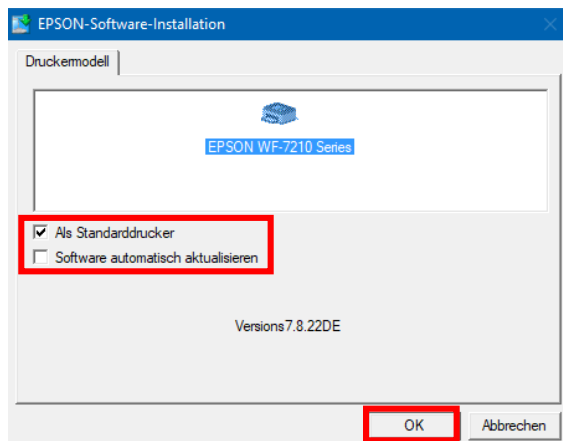 EPSON-Software-Installation
Druckermodell
EPSON WF-7210 Series
Als Standarddrucker
Software automatisch aktualisieren
Versions7.8.22DE
OK Abbrechen